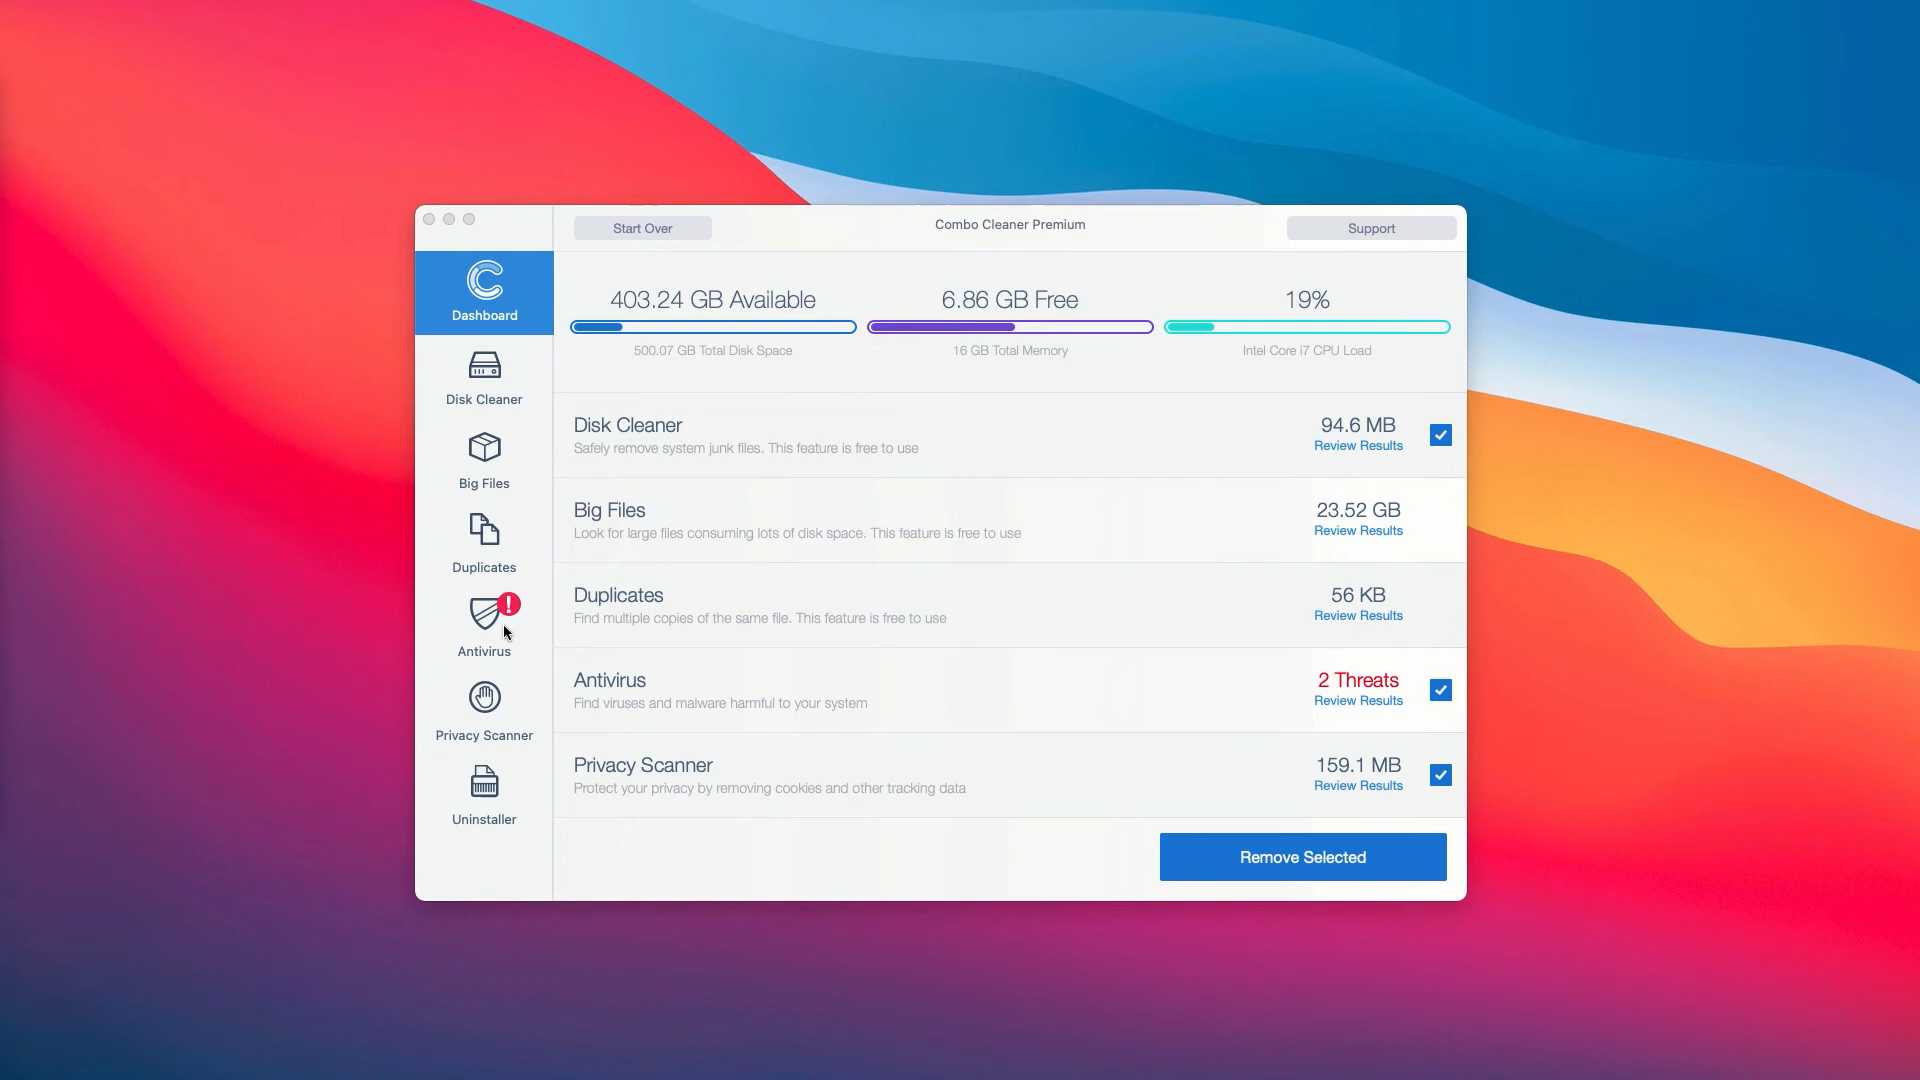 Start Over
Combo Cleaner Premium
Support
Dashboard
Disk Cleaner
Big Files
Duplicates
Antivirus
Privacy Scanner
Uninstaller
403.24 GB Available
500.07 GB Total Disk Space
6.86 GB Free
16 GB Total Memory
19%
Intel Core i7 CPU Load
Disk Cleaner
Safely remove system junk files. This feature is free to use
94.6 MB
Review Results
Big Files
Look for large files consuming lots of disk space. This feature is free to use
23.52 GB
Review Results
Duplicates
Find multiple copies of the same file. This feature is free to use
56 KB
Review Results
Antivirus
Find viruses and malware harmful to your system
2 Threats
Review Results
Privacy Scanner
Protect your privacy by removing cookies and other tracking data
159.1 MB
Review Results
Remove Selected